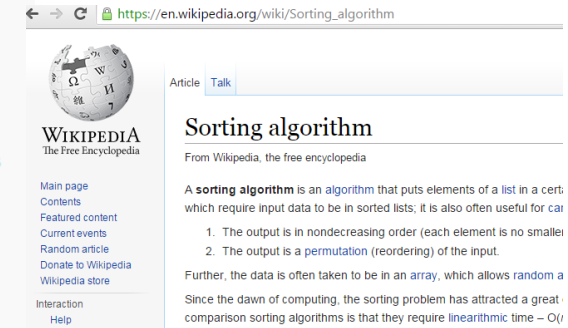 https://en.wikipedia.org/wiki/Sorting_algorithm
Ω W И 維 7
WIKIPEDIA
The Free Encyclopedia
Main page
Contents
Featured content
Current events
Random article
Donate to Wikipedia
Wikipedia store
Interaction
Help
Article Talk
Sorting algorithm
From Wikipedia, the free encyclopedia
A sorting algorithm is an algorithm that puts elements of a list in a
which require input data to be in sorted lists; it is also often useful for
1. The output is in nondecreasing order (each element is no
2. The output is a permutation (reordering) of the input.
Further, the data is often taken to be in an array, which allows random
Since the dawn of computing, the sorting problem has attracted a great
comparison sorting algorithms is that they require linearithmic time – O(